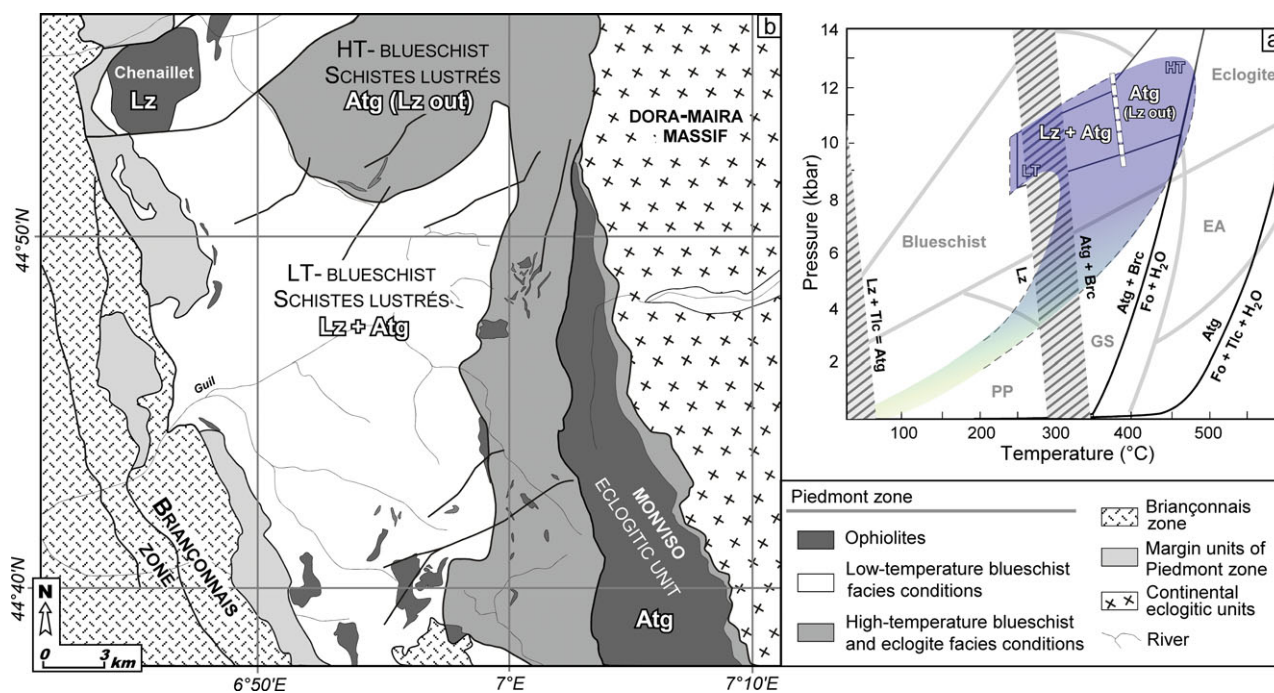 b
Chenaillet
Lz
HT- BLUESCHIST
SCHISTES LUSTRÉS
Atg (Lz out)
DORA-MAIRA
MASSIF
44°50'N
LT- BLUESCHIST
SCHISTES LUSTRÉS
Lz + Atg
Guil
BRIANÇONNAIS
ZONE
MONVISO
ECLOGITIC UNIT
Atg
44°40'N
N
0 3
km
6°50'E
7°E
7°10'E
a
Pressure (kbar)
14
12
10
8
6
4
2
HT
Eclogite
Atg
(Lz out)
Lz + Atg
LT
Blueschist
EA
Lz
Atg + Brc
Atg + Brc
Fo + H2O
Lz + Tlc = Atg
GS
Atg
Fo + Tlc + H2O
PP
100 200 300 400 500
Temperature (°C)
Piedmont zone
Ophiolites
Low-temperature blueschist
facies conditions
High-temperature blueschist
and eclogite facies conditions
Briançonnais
zone
Margin units of
Piedmont zone
Continental
eclogitic units
River